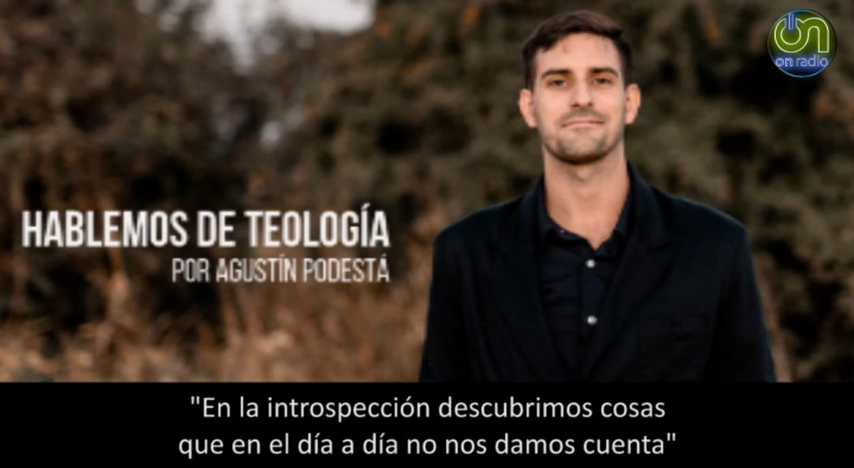 on radio
HABLEMOS DE TEOLOGÍA
POR AGUSTÍN PODESTÁ
"En la introspección descubrimos cosas
que en el día a día no nos damos cuenta"